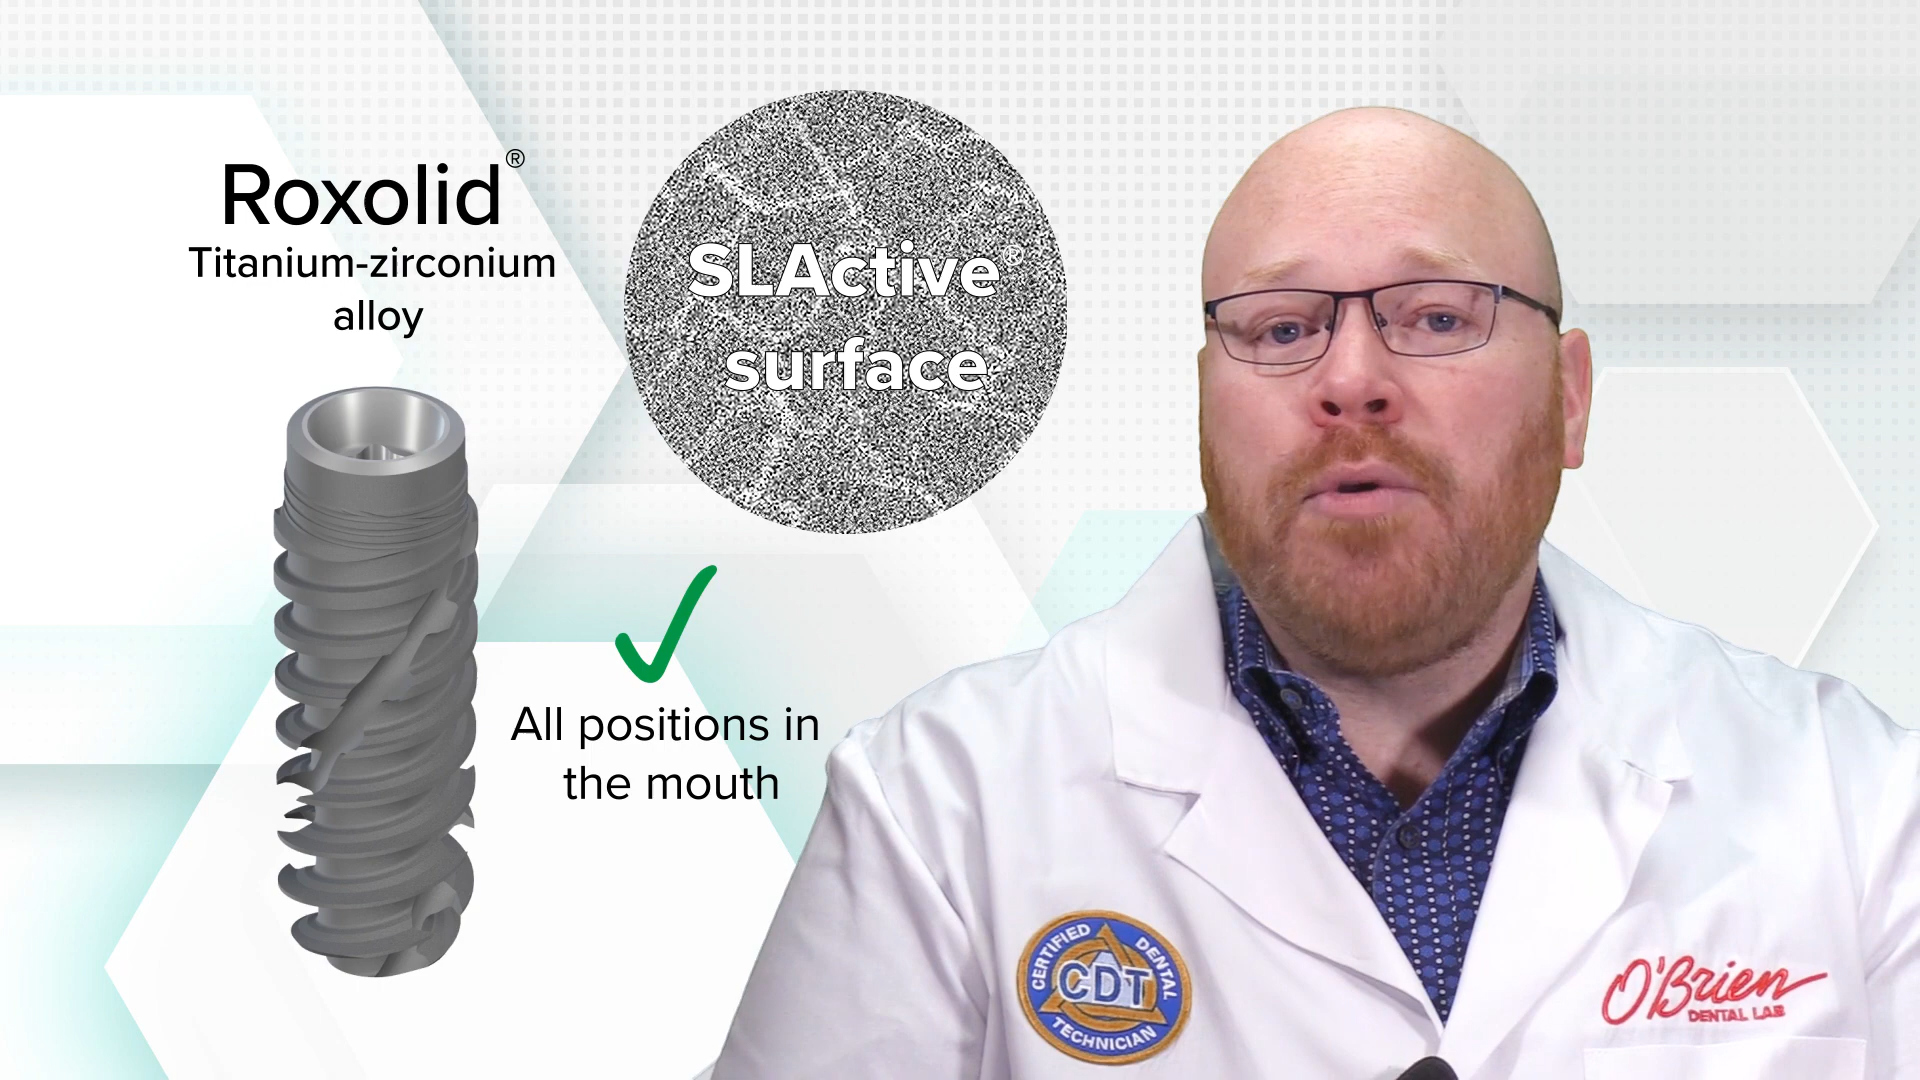 Roxolid®
Titanium-zirconium
alloy
SLActive®
surface
All positions in
the mouth
CERTIFIED DENTAL
CDT
TECHNICIAN
O'Brien
DENTAL LAB